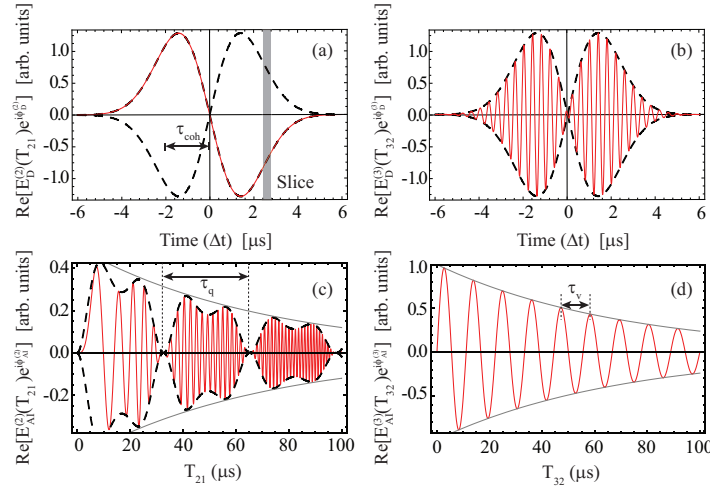 Re[E_D^(2)(T_21)e^iϕ_D^(2)] [arb. units]
1.0
0.5
0.0
-0.5
-1.0
(a)
τ_coh
Slice
-6 -4 -2 -0 2 4 6
Time (Δt) [µs]
Re[E_D^(3)(T_32)e^iϕ_D^(3)] [arb. units]
1.0
0.5
0.0
-0.5
-1.0
(b)
-6 -4 -2 -0 2 4 6
Time (Δt) [µs]
Re[E_AI^(2)(T_21)e^iϕ_AI^(2)] [arb. units]
0.4
0.2
0.0
-0.2
(c)
τ_q
0 20 40 60 80 100
T_21 (µs)
Re[E_AI^(3)(T_32)e^iϕ_AI^(3)] [arb. units]
1.0
0.5
0.0
-0.5
(d)
τ_v
0 20 40 60 80 100
T_32 (µs)